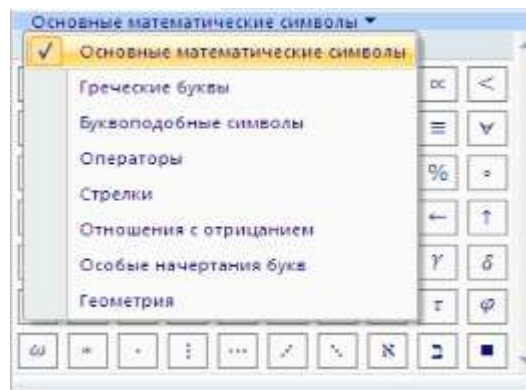 Основные математические символы
Основные математические символы
Греческие буквы
∝ <
Буквоподобные символы
≡ ∀
Операторы
% °
Стрелки
← ↑
Отношения с отрицанием
Особые начертания букв
γ δ
Геометрия
τ φ
ω * · ⋮ ⋯ ⋰ ⋱ ℵ ℶ ■